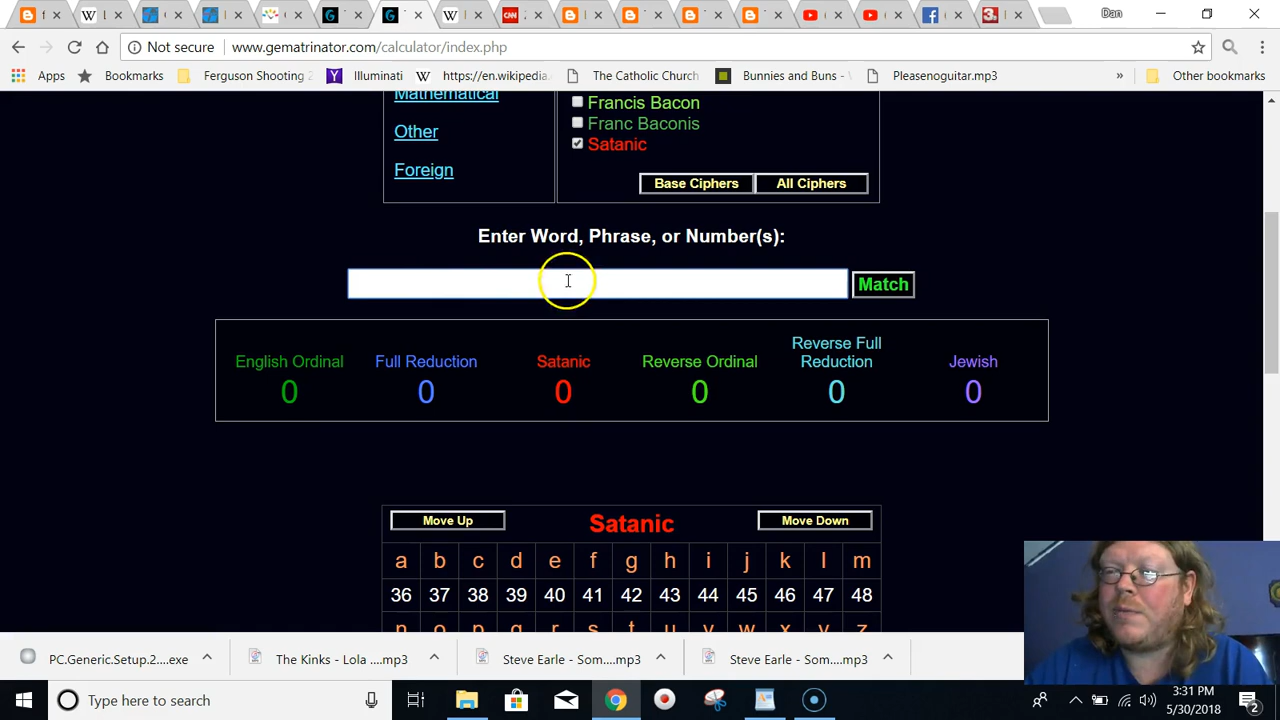 Dan
Not secure www.gematrinator.com/calculator/index.php
Apps Bookmarks Ferguson Shooting 2 Illuminati https://en.wikipedia. The Catholic Church Bunnies and Buns - Pleasenoguitar.mp3 » Other bookmarks
Mathematical
Other
Foreign
Francis Bacon
Franc Baconis
Satanic
Base Ciphers All Ciphers
Enter Word, Phrase, or Number(s):
Match
English Ordinal Full Reduction Satanic Reverse Ordinal Reverse Full Reduction Jewish
0 0 0 0 0 0
Move Up Satanic Move Down
a b c d e f g h i j k l m
36 37 38 39 40 41 42 43 44 45 46 47 48
n o p q r s t u v w x y z
PC.Generic.Setup.2....exe The Kinks - Lola ....mp3 Steve Earle - Som....mp3 Steve Earle - Som....mp3
Type here to search
3:31 PM
5/30/2018
2